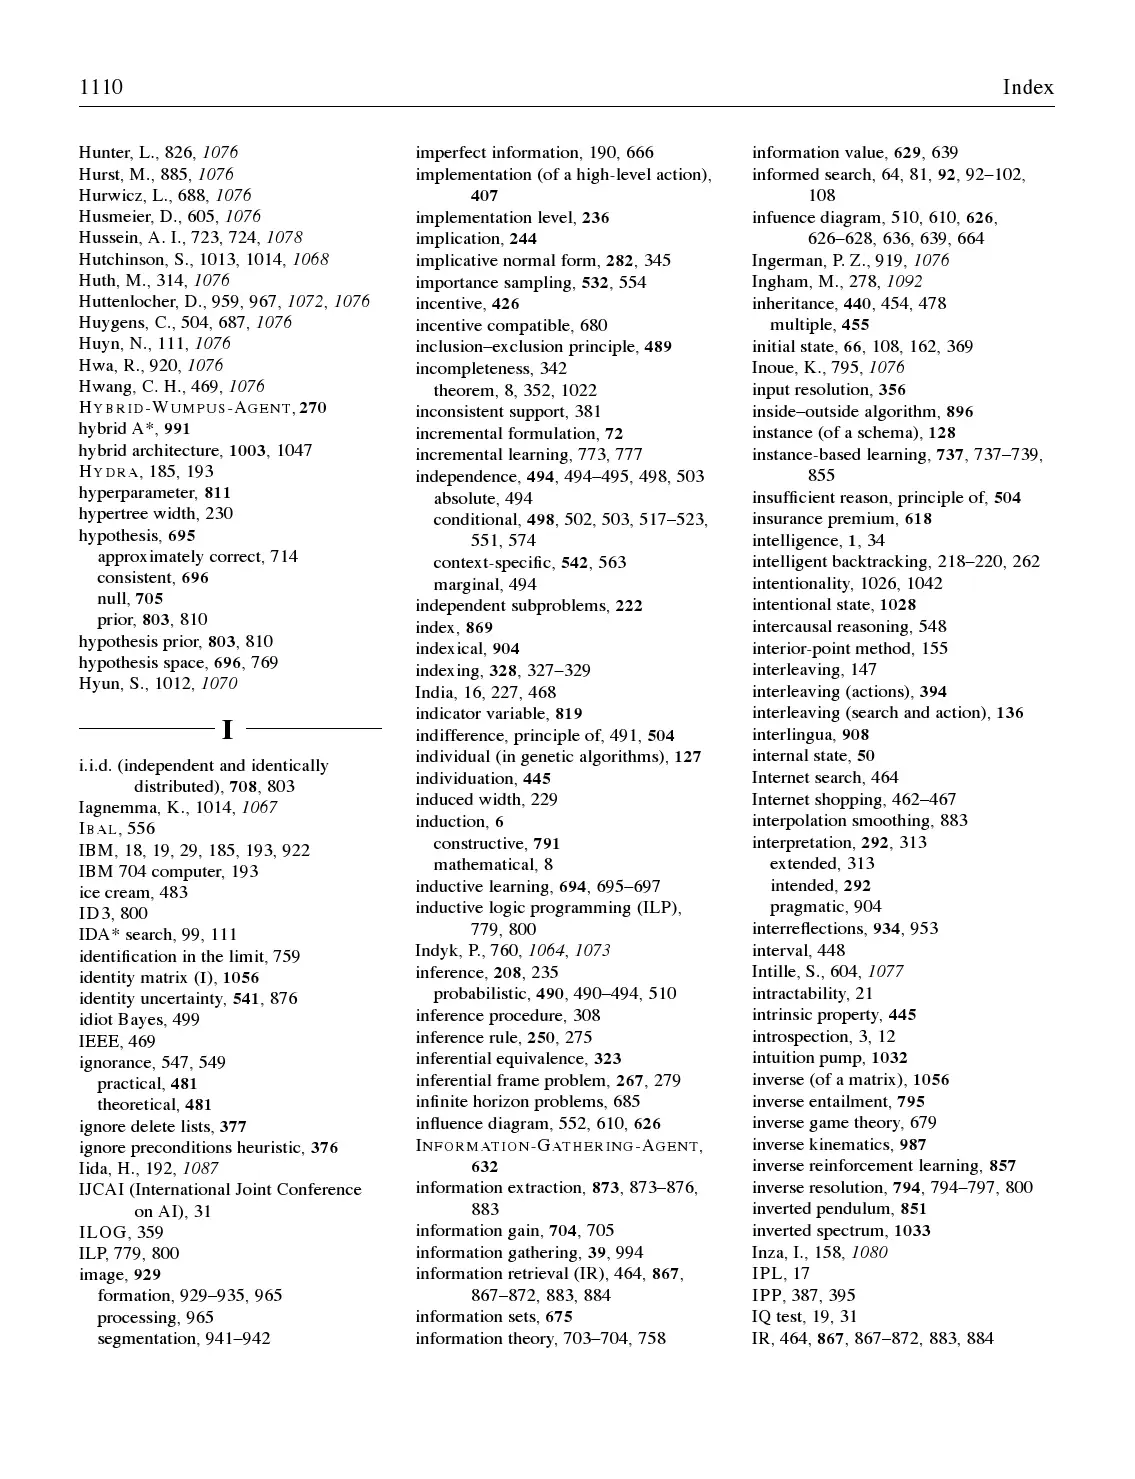 1110
Index
Hunter, L., 826, 1076
Hurst, M., 885, 1076
Hurwicz, L., 688, 1076
Husmeier, D., 605, 1076
Hussein, A. I., 723, 724, 1078
Hutchinson, S., 1013, 1014, 1068
Huth, M., 314, 1076
Huttenlocher, D., 959, 967, 1072, 1076
Huygens, C., 504, 687, 1076
Huyn, N., 111, 1076
Hwa, R., 920, 1076
Hwang, C. H., 469, 1076
HYBRID-WUMPUS-AGENT, 270
hybrid A*, 991
hybrid architecture, 1003, 1047
HYDRA, 185, 193
hyperparameter, 811
hypertree width, 230
hypothesis, 695
approximately correct, 714
consistent, 696
null, 705
prior, 803, 810
hypothesis prior, 803, 810
hypothesis space, 696, 769
Hyun, S., 1012, 1070
I
i.i.d. (independent and identically
distributed), 708, 803
Iagnemma, K., 1014, 1067
IBAL, 556
IBM, 18, 19, 29, 185, 193, 922
IBM 704 computer, 193
ice cream, 483
ID3, 800
IDA* search, 99, 111
identification in the limit, 759
identity matrix (I), 1056
identity uncertainty, 541, 876
idiot Bayes, 499
IEEE, 469
ignorance, 547, 549
practical, 481
theoretical, 481
ignore delete lists, 377
ignore preconditions heuristic, 376
Iida, H., 192, 1087
IJCAI (International Joint Conference
on AI), 31
ILOG, 359
ILP, 779, 800
image, 929
formation, 929–935, 965
processing, 965
segmentation, 941–942
imperfect information, 190, 666
implementation (of a high-level action),
407
implementation level, 236
implication, 244
implicative normal form, 282, 345
importance sampling, 532, 554
incentive, 426
incentive compatible, 680
inclusion–exclusion principle, 489
incompleteness, 342
theorem, 8, 352, 1022
inconsistent support, 381
incremental formulation, 72
incremental learning, 773, 777
independence, 494, 494–495, 498, 503
absolute, 494
conditional, 498, 502, 503, 517–523,
551, 574
context-specific, 542, 563
marginal, 494
independent subproblems, 222
index, 869
indexical, 904
indexing, 328, 327–329
India, 16, 227, 468
indicator variable, 819
indifference, principle of, 491, 504
individual (in genetic algorithms), 127
individuation, 445
induced width, 229
induction, 6
constructive, 791
mathematical, 8
inductive learning, 694, 695–697
inductive logic programming (ILP),
779, 800
Indyk, P., 760, 1064, 1073
inference, 208, 235
probabilistic, 490, 490–494, 510
inference procedure, 308
inference rule, 250, 275
inferential equivalence, 323
inferential frame problem, 267, 279
infinite horizon problems, 685
influence diagram, 552, 610, 626
INFORMATION-GATHERING-AGENT,
632
information extraction, 873, 873–876,
883
information gain, 704, 705
information gathering, 39, 994
information retrieval (IR), 464, 867,
867–872, 883, 884
information sets, 675
information theory, 703–704, 758
information value, 629, 639
informed search, 64, 81, 92, 92–102,
108
infuence diagram, 510, 610, 626,
626–628, 636, 639, 664
Ingerman, P. Z., 919, 1076
Ingham, M., 278, 1092
inheritance, 440, 454, 478
multiple, 455
initial state, 66, 108, 162, 369
Inoue, K., 795, 1076
input resolution, 356
inside–outside algorithm, 896
instance (of a schema), 128
instance-based learning, 737, 737–739,
855
insufficient reason, principle of, 504
insurance premium, 618
intelligence, 1, 34
intelligent backtracking, 218–220, 262
intentionality, 1026, 1042
intentional state, 1028
intercausal reasoning, 548
interior-point method, 155
interleaving, 147
interleaving (actions), 394
interleaving (search and action), 136
interlingua, 908
internal state, 50
Internet search, 464
Internet shopping, 462–467
interpolation smoothing, 883
interpretation, 292, 313
extended, 313
intended, 292
pragmatic, 904
interreflections, 934, 953
interval, 448
Intille, S., 604, 1077
intractability, 21
intrinsic property, 445
introspection, 3, 12
intuition pump, 1032
inverse (of a matrix), 1056
inverse entailment, 795
inverse game theory, 679
inverse kinematics, 987
inverse reinforcement learning, 857
inverse resolution, 794, 794–797, 800
inverted pendulum, 851
inverted spectrum, 1033
Inza, I., 158, 1080
IPL, 17
IPP, 387, 395
IQ test, 19, 31
IR, 464, 867, 867–872, 883, 884